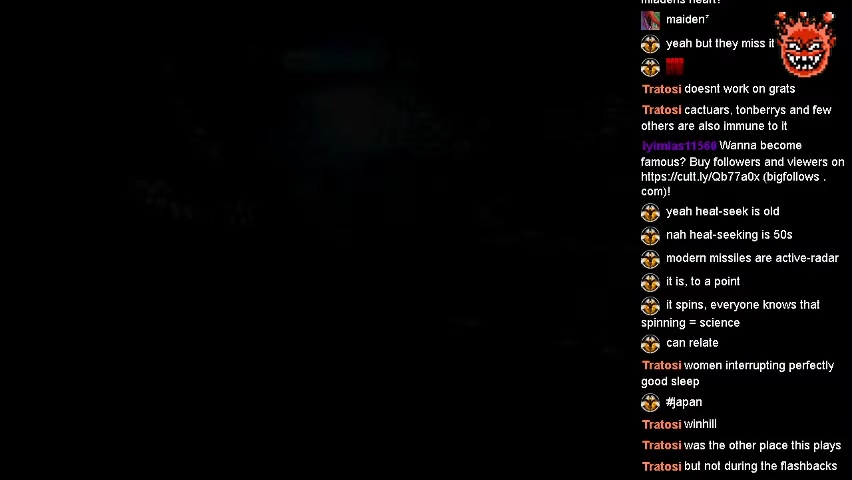 maiden*
yeah but they miss it
Tratosi doesnt work on grats
Tratosi cactuars, tonberrys and few
others are also immune to it
Wanna become
famous? Buy followers and viewers on
https://cutt.ly/Qb77a0x (bigfollows .
com)!
yeah heat-seek is old
nah heat-seeking is 50s
modern missiles are active-radar
it is, to a point
it spins, everyone knows that
spinning = science
can relate
Tratosi women interrupting perfectly
good sleep
#japan
Tratosi winhill
Tratosi was the other place this plays
Tratosi but not during the flashbacks